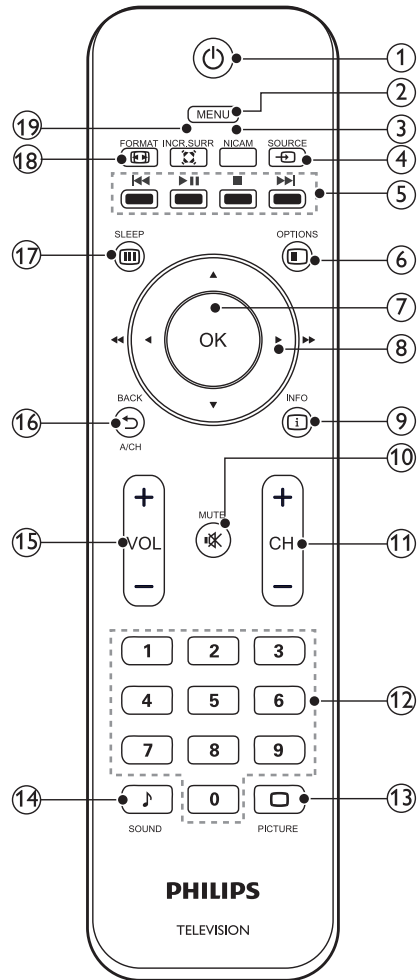 1
MENU
2
19
3
FORMAT INCR.SURR NICAM SOURCE
18
4
5
SLEEP
OPTIONS
17
6
7
OK
8
BACK
INFO
16
i
9
A/CH
10
+
+
MUTE
15
VOL
CH
11
−
−
1 2 3
4 5 6
12
7 8 9
14
0
13
SOUND
PICTURE
PHILIPS
TELEVISION